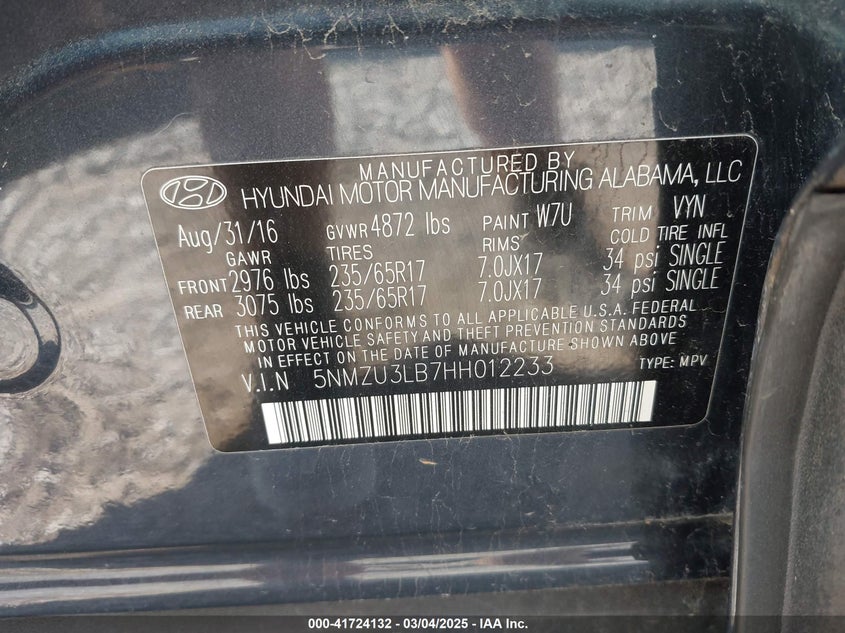 MANUFACTURED BY
HYUNDAI MOTOR MANUFACTURING ALABAMA, LLC
Aug/31/16 GVWR 4872 lbs PAINT W7U TRIM VYN
GAWR TIRES RIMS COLD TIRE INFL
FRONT 2976 lbs 235/65R17 7.0JX17 34 psi SINGLE
REAR 3075 lbs 235/65R17 7.0JX17 34 psi SINGLE
THIS VEHICLE CONFORMS TO ALL APPLICABLE U.S.A. FEDERAL
MOTOR VEHICLE SAFETY AND THEFT PREVENTION STANDARDS
IN EFFECT ON THE DATE OF MANUFACTURE SHOWN ABOVE
V.I.N 5NMZU3LB7HH012233 TYPE: MPV
000-41724132 - 03/04/2025 - IAA Inc.